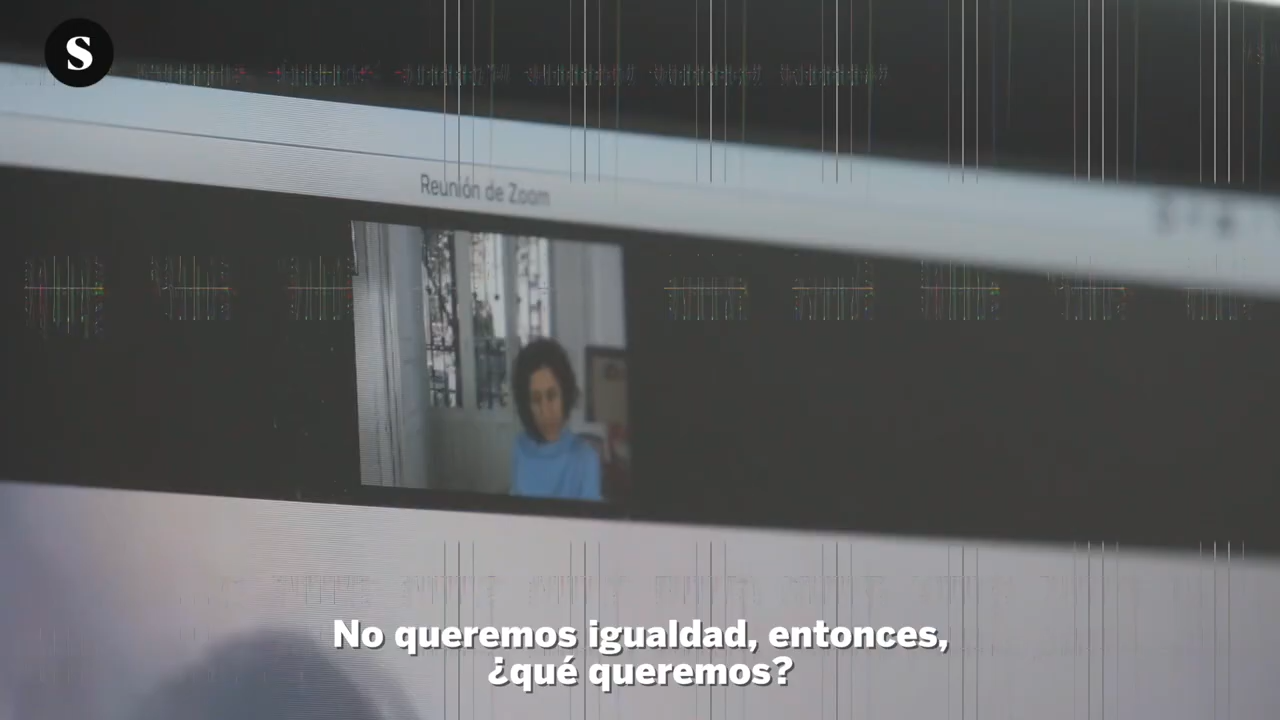 S
Reunión de Zoom
No queremos igualdad, entonces,
¿qué queremos?